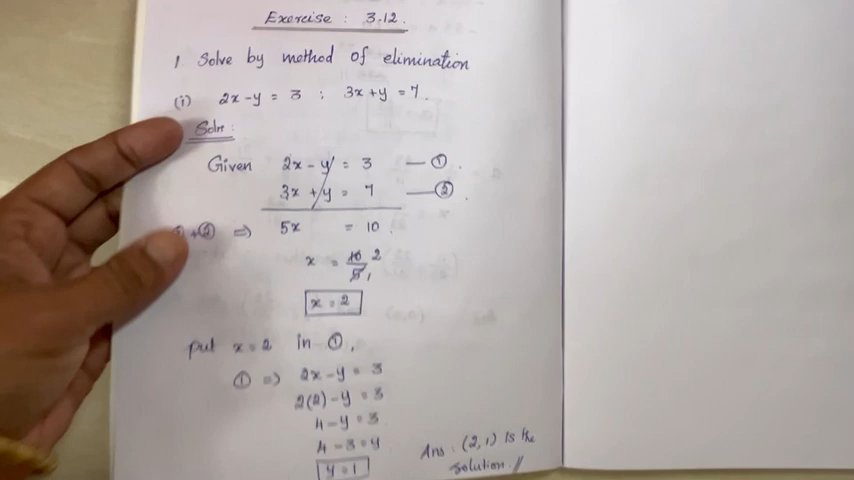 Exercise : 3.12.
1. Solve by method of elimination
(i) 2x - y = 3 ; 3x + y = 7.
Soln:
Given 2x - y = 3 — ①.
3x + y = 7 — ②.
①+② ⇒ 5x = 10.
x = 10/5 2 1
x = 2
put x = 2 in ①,
① ⇒ 2x - y = 3
2(2) - y = 3
4 - y = 3
4 - 3 = y
y = 1
Ans : (2,1) is the
solution //